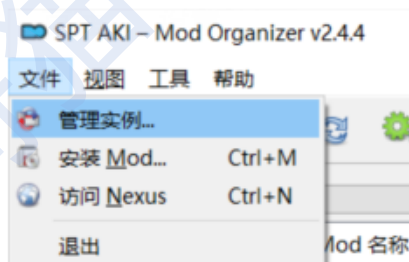 SPT AKI – Mod Organizer v2.4.4
文件 视图 工具 帮助
管理实例...
安装 Mod... Ctrl+M
访问 Nexus Ctrl+N
退出
Mod 名称